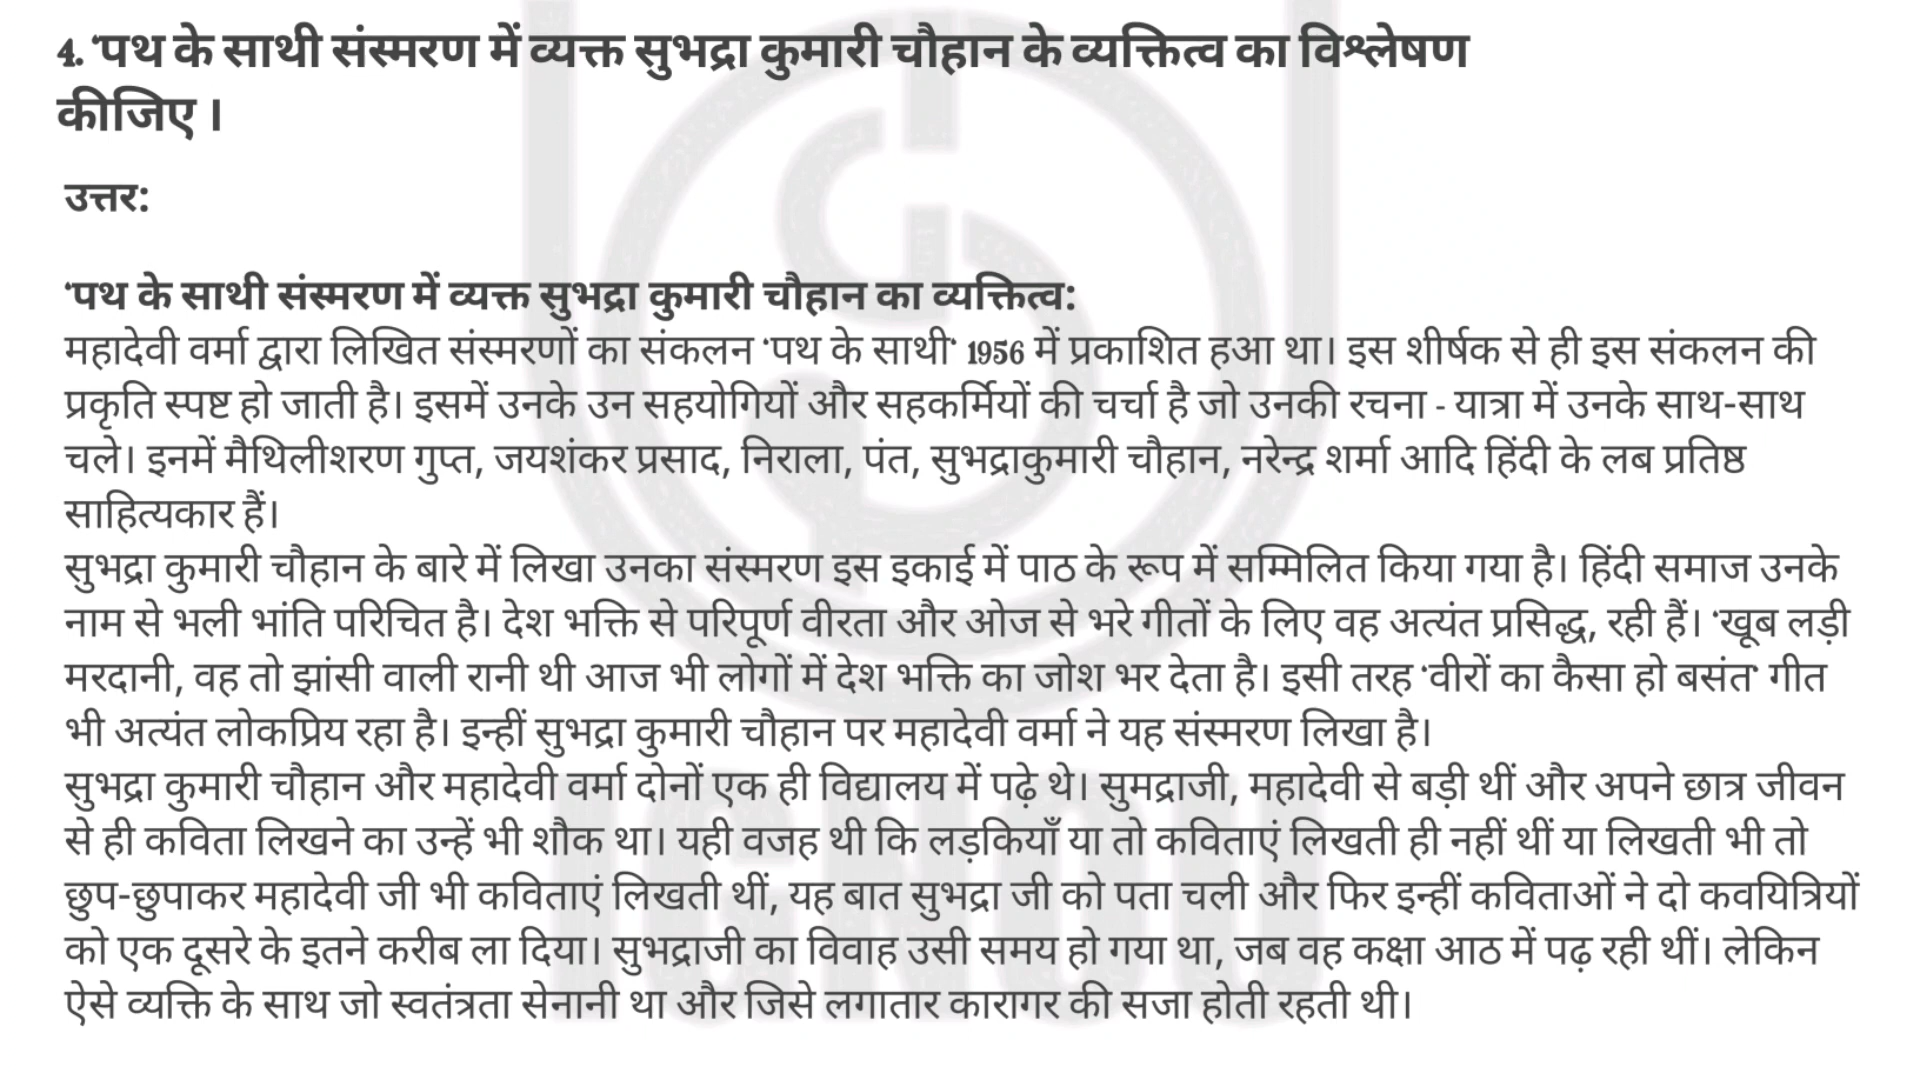 4. ‘पथ के साथी संस्मरण में व्यक्त सुभद्रा कुमारी चौहान के व्यक्तित्व का विश्लेषण
कीजिए ।
उत्तर:
‘पथ के साथी संस्मरण में व्यक्त सुभद्रा कुमारी चौहान का व्यक्तित्व:
महादेवी वर्मा द्वारा लिखित संस्मरणों का संकलन ‘पथ के साथी‘ 1956 में प्रकाशित हआ था। इस शीर्षक से ही इस संकलन की
प्रकृति स्पष्ट हो जाती है। इसमें उनके उन सहयोगियों और सहकर्मियों की चर्चा है जो उनकी रचना - यात्रा में उनके साथ-साथ
चले। इनमें मैथिलीशरण गुप्त, जयशंकर प्रसाद, निराला, पंत, सुभद्राकुमारी चौहान, नरेन्द्र शर्मा आदि हिंदी के लब प्रतिष्ठ
साहित्यकार हैं।
सुभद्रा कुमारी चौहान के बारे में लिखा उनका संस्मरण इस इकाई में पाठ के रूप में सम्मिलित किया गया है। हिंदी समाज उनके
नाम से भली भांति परिचित है। देश भक्ति से परिपूर्ण वीरता और ओज से भरे गीतों के लिए वह अत्यंत प्रसिद्ध, रही हैं। ‘खूब लड़ी
मरदानी, वह तो झांसी वाली रानी थी आज भी लोगों में देश भक्ति का जोश भर देता है। इसी तरह ‘वीरों का कैसा हो बसंत‘ गीत
भी अत्यंत लोकप्रिय रहा है। इन्हीं सुभद्रा कुमारी चौहान पर महादेवी वर्मा ने यह संस्मरण लिखा है।
सुभद्रा कुमारी चौहान और महादेवी वर्मा दोनों एक ही विद्यालय में पढ़े थे। सुमद्राजी, महादेवी से बड़ी थीं और अपने छात्र जीवन
से ही कविता लिखने का उन्हें भी शौक था। यही वजह थी कि लड़कियाँ या तो कविताएं लिखती ही नहीं थीं या लिखती भी तो
छुप-छुपाकर महादेवी जी भी कविताएं लिखती थीं, यह बात सुभद्रा जी को पता चली और फिर इन्हीं कविताओं ने दो कवयित्रियों
को एक दूसरे के इतने करीब ला दिया। सुभद्राजी का विवाह उसी समय हो गया था, जब वह कक्षा आठ में पढ़ रही थीं। लेकिन
ऐसे व्यक्ति के साथ जो स्वतंत्रता सेनानी था और जिसे लगातार कारागर की सजा होती रहती थी।
IGNOU